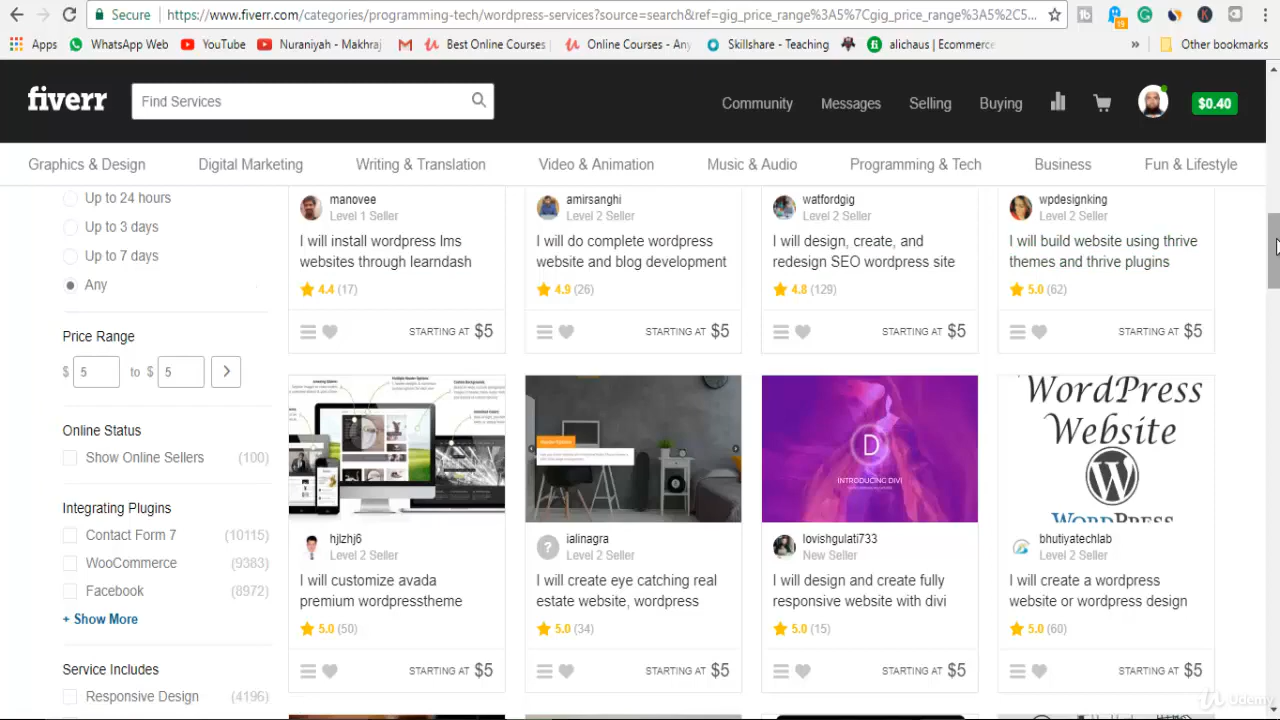 Secure https://www.fiverr.com/categories/programming-tech/wordpress-services?source=search&ref=gig_price_range%3A5%7Cgig_price_range%3A5%2C5...
19
Apps WhatsApp Web YouTube Nuraniyah - Makhraj Best Online Courses Online Courses - Any Skillshare - Teaching alichaus | Ecommerce » Other bookmarks
fiverr Find Services Community Messages Selling Buying $0.40
Graphics & Design Digital Marketing Writing & Translation Video & Animation Music & Audio Programming & Tech Business Fun & Lifestyle
Up to 24 hours
Up to 3 days
Up to 7 days
Any
Price Range
$ 5 to $ 5 >
Online Status
Show Online Sellers (100)
Integrating Plugins
Contact Form 7 (10115)
WooCommerce (9383)
Facebook (8972)
+ Show More
Service Includes
Responsive Design (4196)
manovee
Level 1 Seller
I will install wordpress lms
websites through learndash
4.4 (17)
STARTING AT $5
amirsanghi
Level 2 Seller
I will do complete wordpress
website and blog development
4.9 (26)
STARTING AT $5
watfordgig
Level 2 Seller
I will design, create, and
redesign SEO wordpress site
4.8 (129)
STARTING AT $5
wpdesignking
Level 2 Seller
I will build website using thrive
themes and thrive plugins
5.0 (62)
STARTING AT $5
hjlzhj6
Level 2 Seller
I will customize avada
premium wordpresstheme
5.0 (50)
STARTING AT $5
?
ialinagra
Level 2 Seller
I will create eye catching real
estate website, wordpress
5.0 (34)
STARTING AT $5
D
INTRODUCING DIVI
lovishgulati733
New Seller
I will design and create fully
responsive website with divi
5.0 (15)
STARTING AT $5
WordPress
Website
W
WORDPRESS
bhutiyatechlab
Level 2 Seller
I will create a wordpress
website or wordpress design
5.0 (60)
STARTING AT $5
Udemy